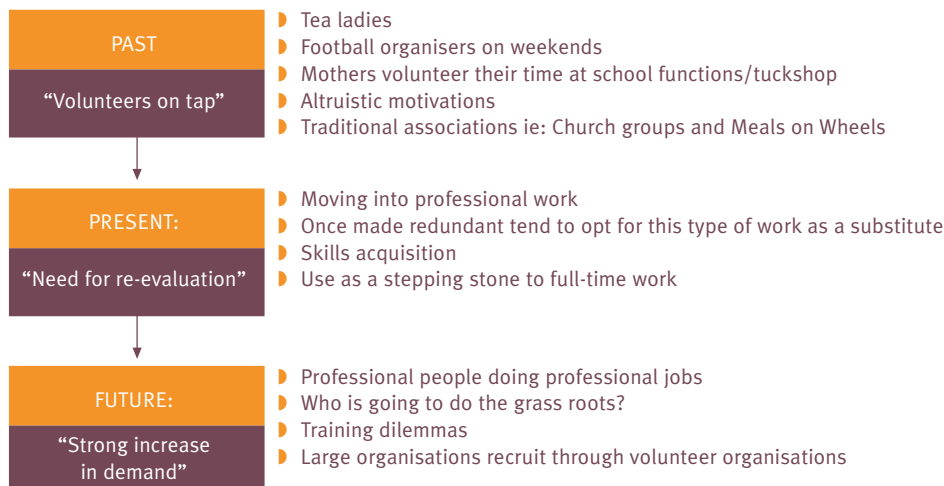 PAST
“Volunteers on tap”
Tea ladies
Football organisers on weekends
Mothers volunteer their time at school functions/tuckshop
Altruistic motivations
Traditional associations ie: Church groups and Meals on Wheels
PRESENT:
“Need for re-evaluation”
Moving into professional work
Once made redundant tend to opt for this type of work as a substitute
Skills acquisition
Use as a stepping stone to full-time work
FUTURE:
“Strong increase
in demand”
Professional people doing professional jobs
Who is going to do the grass roots?
Training dilemmas
Large organisations recruit through volunteer organisations